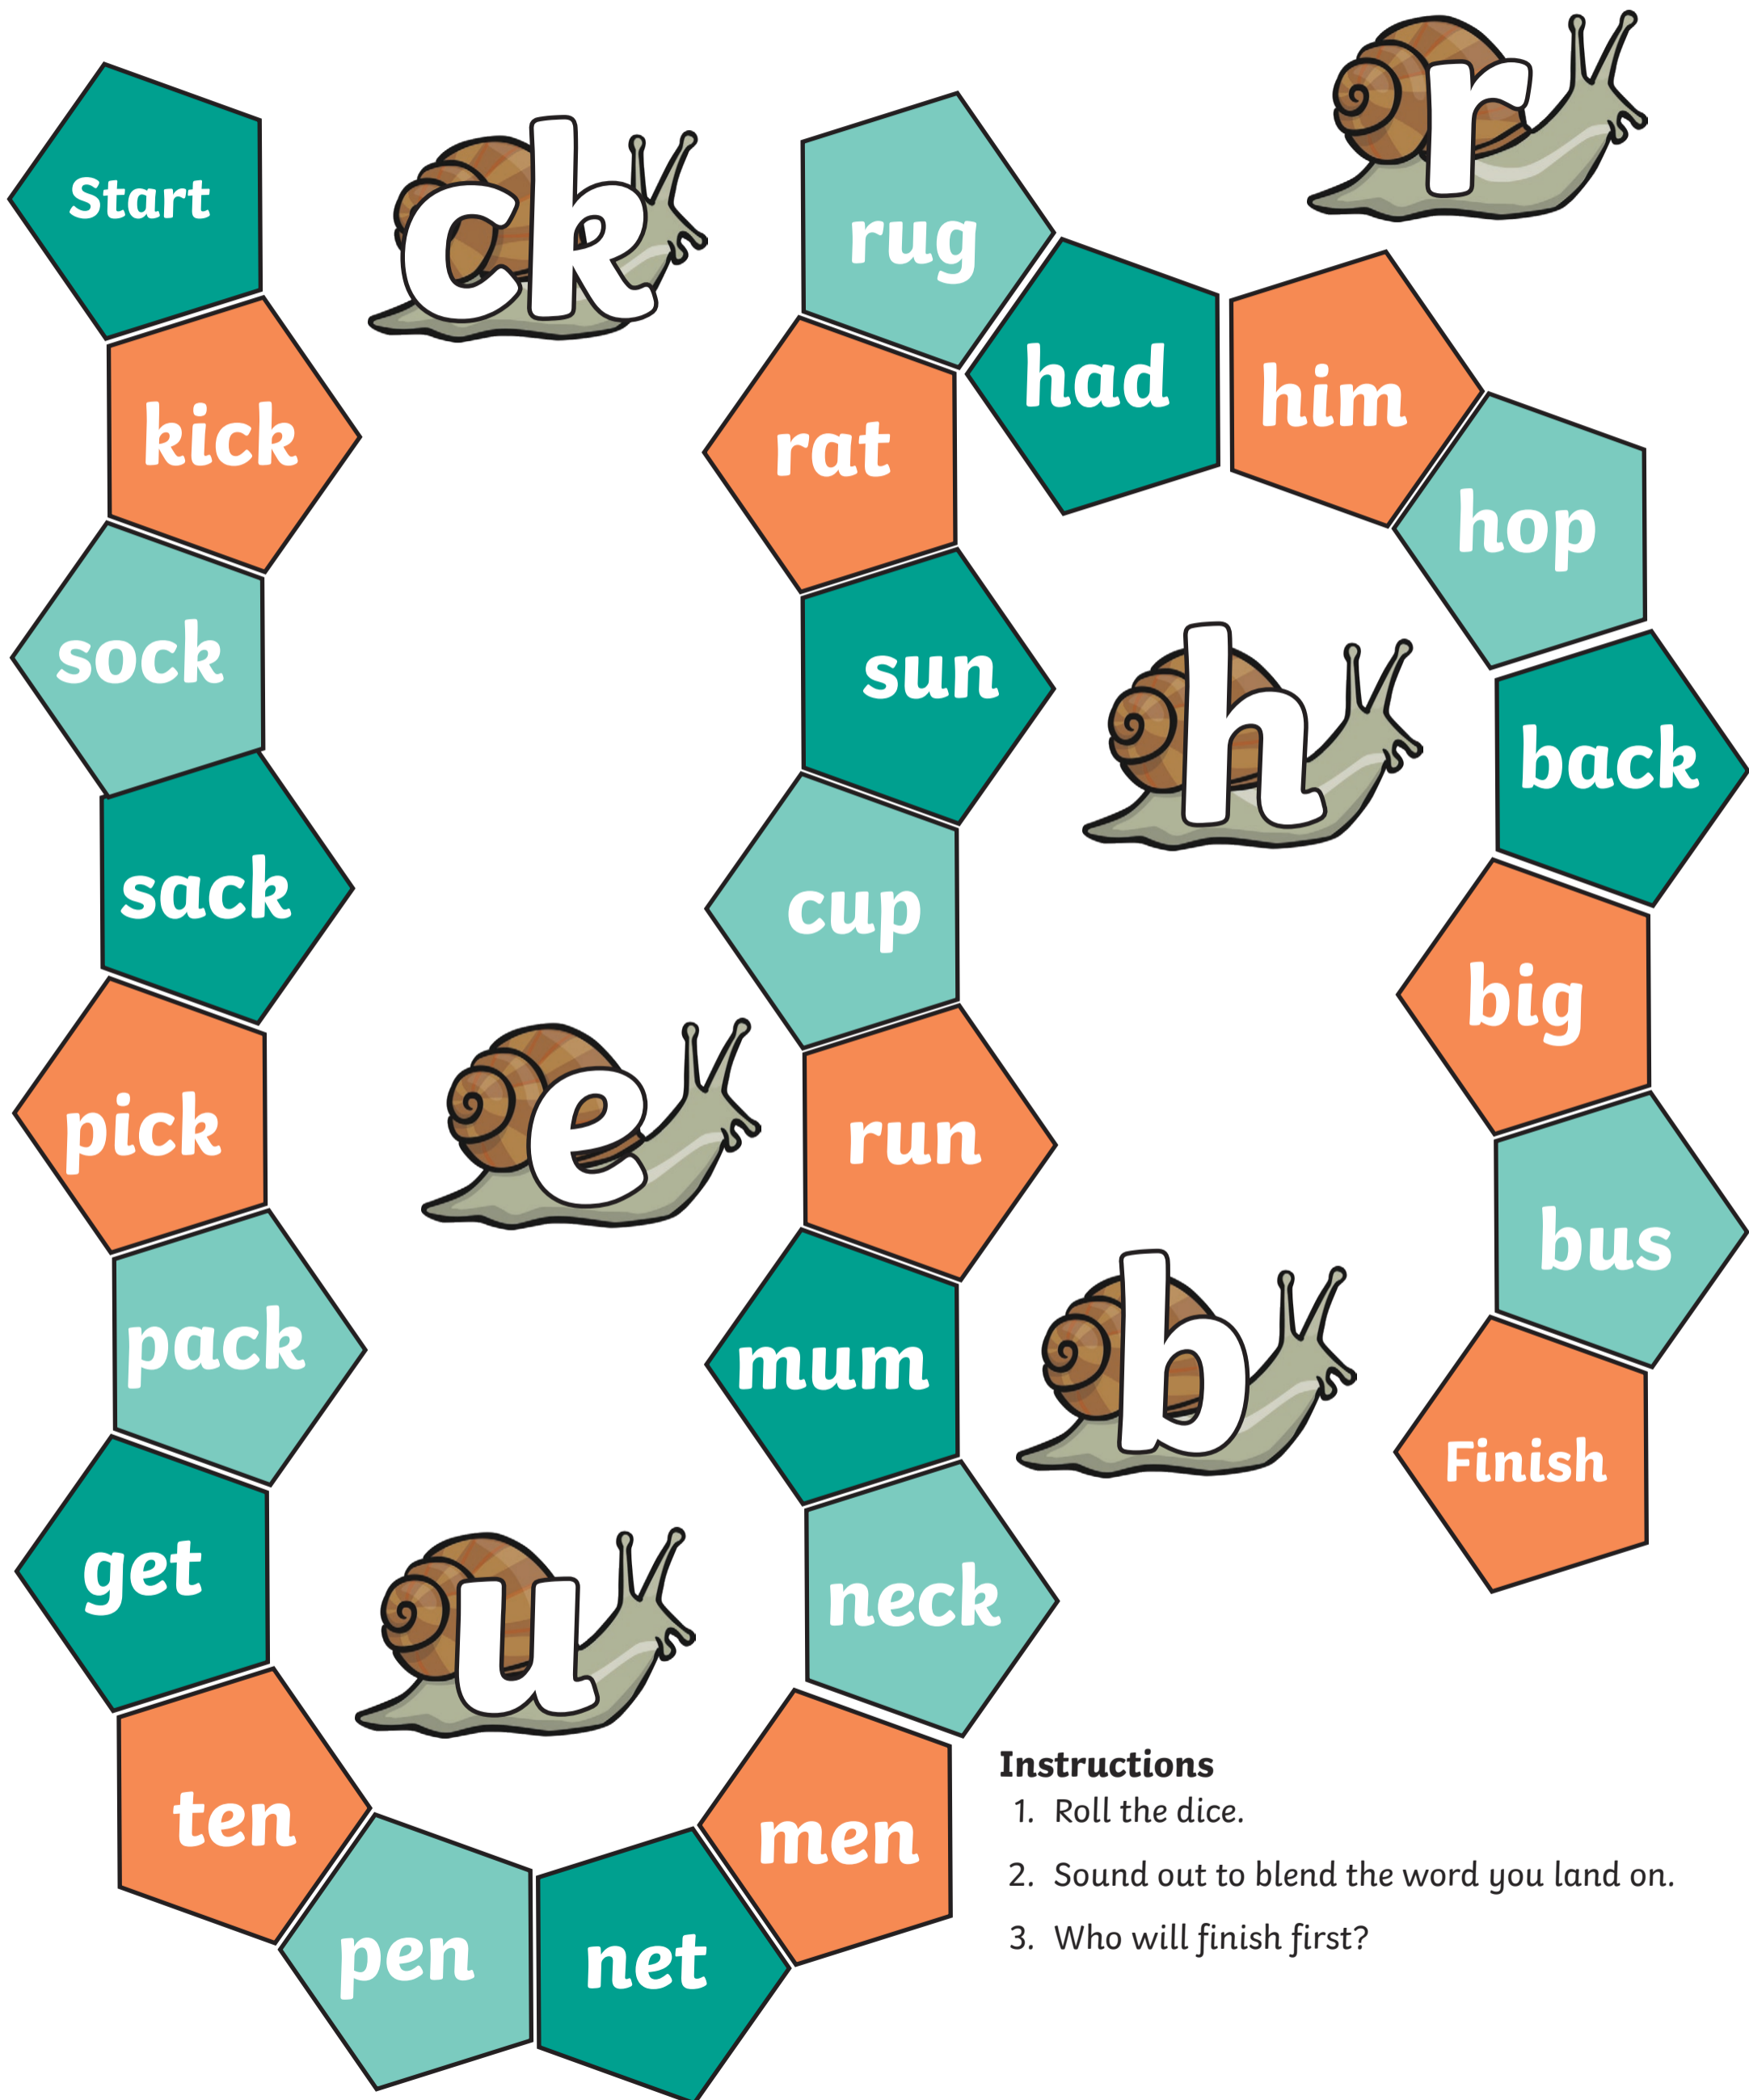 Start
kick
sock
sack
pick
pack
get
ten
pen
net
men
neck
mum
run
cup
sun
rat
rug
had
him
hop
back
big
bus
Finish
ck
e
u
r
h
b
Instructions
1. Roll the dice.
2. Sound out to blend the word you land on.
3. Who will finish first?